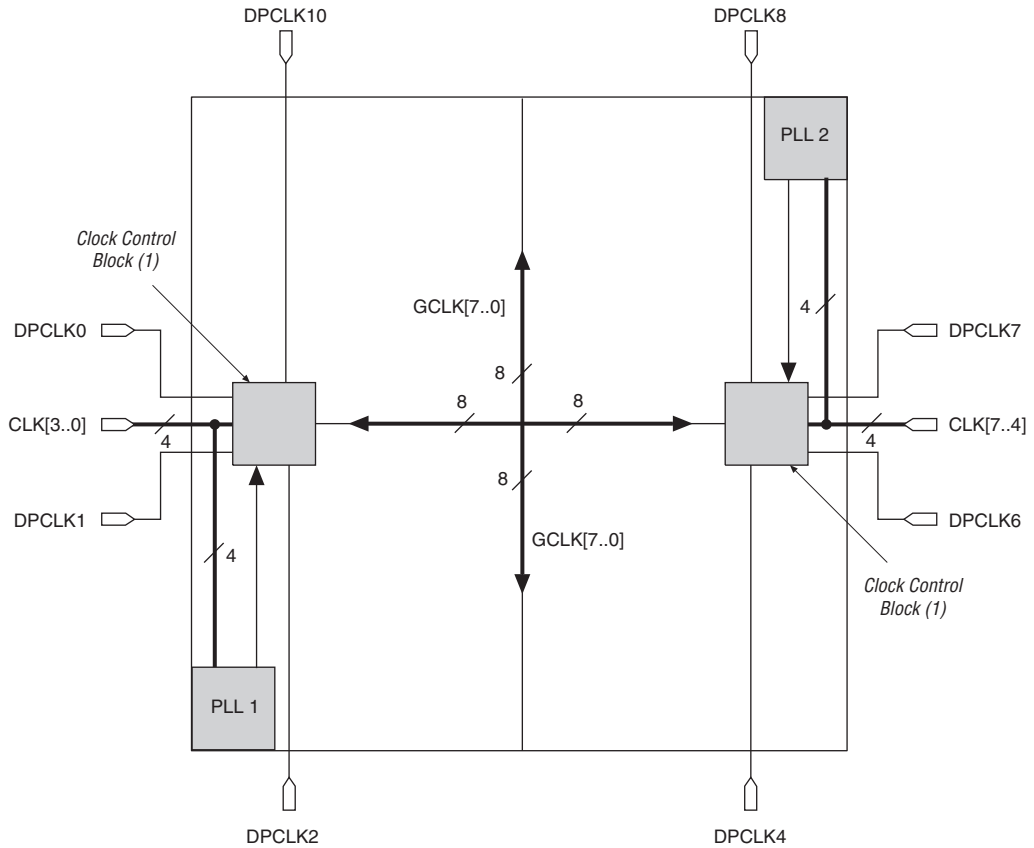 DPCLK10
DPCLK8
PLL 2
Clock Control
Block (1)
GCLK[7..0]
4
DPCLK0
DPCLK7
8
8
8
CLK[3..0]
4
CLK[7..4]
4
8
DPCLK1
DPCLK6
GCLK[7..0]
4
Clock Control
Block (1)
PLL 1
DPCLK2
DPCLK4